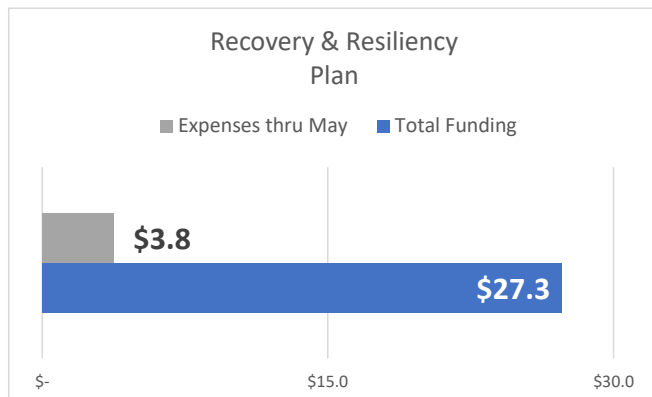 Recovery & Resiliency
Plan
Expenses thru May Total Funding
$3.8
$27.3
$- $15.0 $30.0